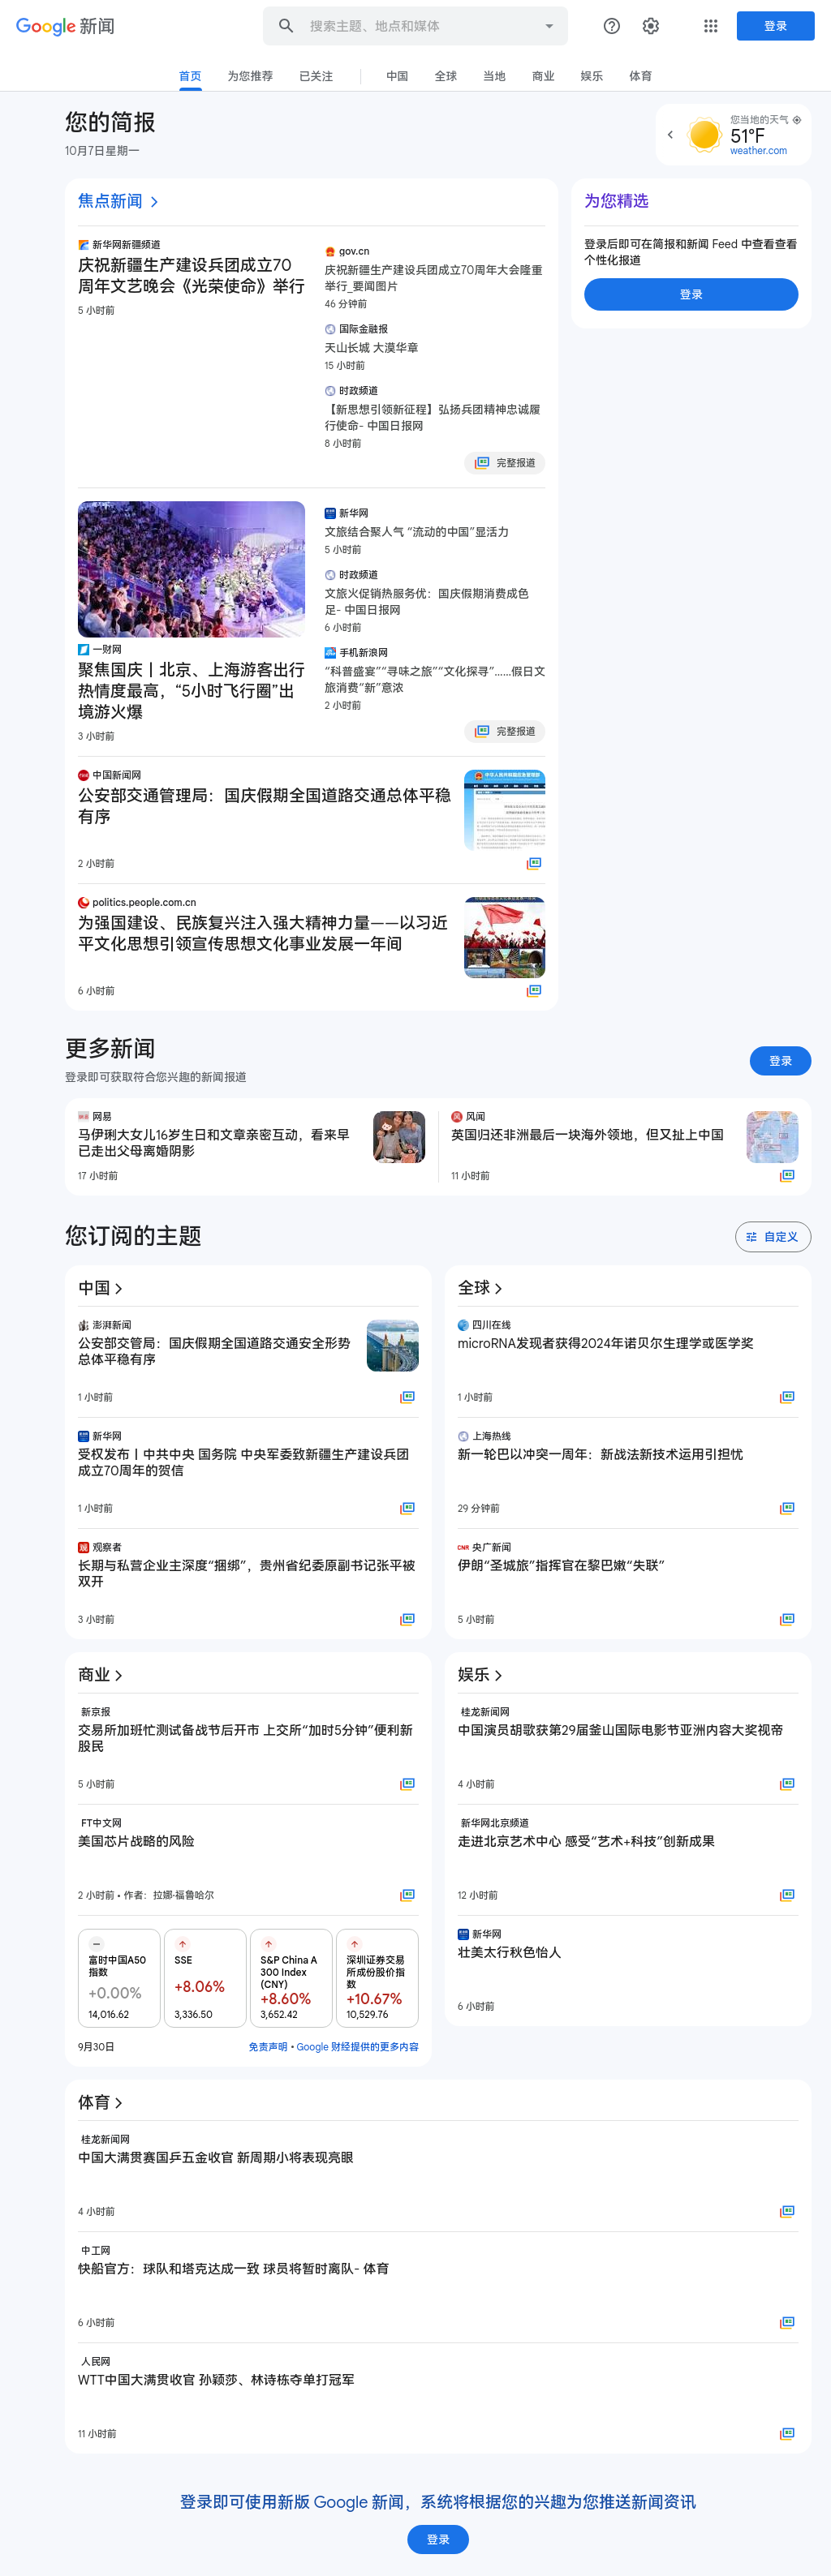 Google 新闻
搜索主题、地点和媒体
登录
首页
为您推荐
已关注
中国
全球
当地
商业
娱乐
体育
您的简报
10月7日星期一
您当地的天气
51°F
weather.com
焦点新闻
新华网新疆频道
庆祝新疆生产建设兵团成立70
周年文艺晚会《光荣使命》举行
5 小时前
gov.cn
庆祝新疆生产建设兵团成立70周年大会隆重
举行_要闻图片
46 分钟前
国际金融报
天山长城 大漠华章
15 小时前
时政频道
【新思想引领新征程】弘扬兵团精神忠诚履
行使命- 中国日报网
8 小时前
完整报道
为您精选
登录后即可在简报和新闻 Feed 中查看查看
个性化报道
登录
一财网
聚焦国庆丨北京、上海游客出行
热情度最高，“5小时飞行圈”出
境游火爆
3 小时前
新华网
文旅结合聚人气 “流动的中国”显活力
5 小时前
时政频道
文旅火促销热服务优：国庆假期消费成色
足- 中国日报网
6 小时前
手机新浪网
“科普盛宴”“寻味之旅”“文化探寻”……假日文
旅消费“新”意浓
2 小时前
完整报道
中国新闻网
公安部交通管理局：国庆假期全国道路交通总体平稳
有序
2 小时前
politics.people.com.cn
为强国建设、民族复兴注入强大精神力量——以习近
平文化思想引领宣传思想文化事业发展一年间
6 小时前
更多新闻
登录即可获取符合您兴趣的新闻报道
登录
网易
马伊琍大女儿16岁生日和文章亲密互动，看来早
已走出父母离婚阴影
17 小时前
风闻
英国归还非洲最后一块海外领地，但又扯上中国
11 小时前
您订阅的主题
自定义
中国
澎湃新闻
公安部交管局：国庆假期全国道路交通安全形势
总体平稳有序
1 小时前
新华网
受权发布丨中共中央 国务院 中央军委致新疆生产建设兵团
成立70周年的贺信
1 小时前
观察者
长期与私营企业主深度“捆绑”，贵州省纪委原副书记张平被
双开
3 小时前
全球
四川在线
microRNA发现者获得2024年诺贝尔生理学或医学奖
1 小时前
上海热线
新一轮巴以冲突一周年：新战法新技术运用引担忧
29 分钟前
央广新闻
伊朗“圣城旅”指挥官在黎巴嫩“失联”
5 小时前
商业
新京报
交易所加班忙测试备战节后开市 上交所“加时5分钟”便利新
股民
5 小时前
FT中文网
美国芯片战略的风险
2 小时前 • 作者：拉娜·福鲁哈尔
富时中国A50
指数
+0.00%
14,016.62
SSE
+8.06%
3,336.50
S&P China A
300 Index
(CNY)
+8.60%
3,652.42
深圳证券交易
所成份股价指
数
+10.67%
10,529.76
9月30日
免责声明 • Google 财经提供的更多内容
娱乐
桂龙新闻网
中国演员胡歌获第29届釜山国际电影节亚洲内容大奖视帝
4 小时前
新华网北京频道
走进北京艺术中心 感受“艺术+科技”创新成果
12 小时前
新华网
壮美太行秋色怡人
6 小时前
体育
桂龙新闻网
中国大满贯赛国乒五金收官 新周期小将表现亮眼
4 小时前
中工网
快船官方：球队和塔克达成一致 球员将暂时离队- 体育
6 小时前
人民网
WTT中国大满贯收官 孙颖莎、林诗栋夺单打冠军
11 小时前
登录即可使用新版 Google 新闻，系统将根据您的兴趣为您推送新闻资讯
登录